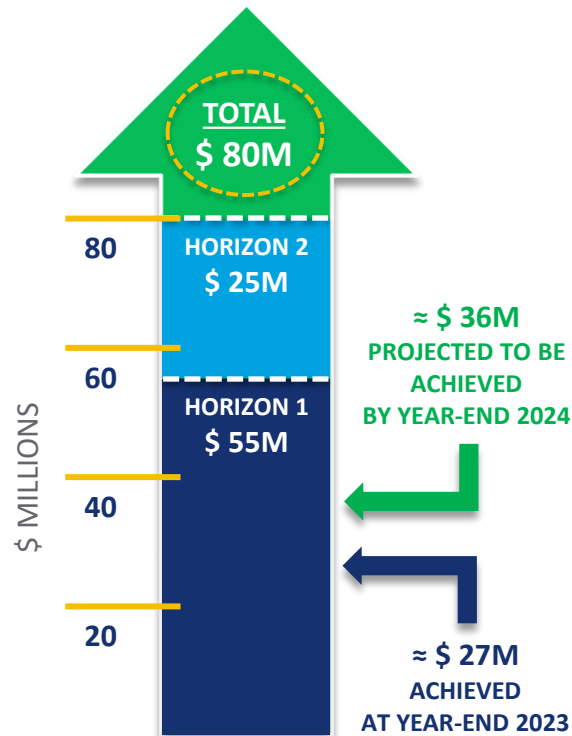 TOTAL
$ 80M
80
HORIZON 2
$ 25M
60
HORIZON 1
$ 55M
≈ $ 36M
PROJECTED TO BE
ACHIEVED
BY YEAR-END 2024
$ MILLIONS
40
20
≈ $ 27M
ACHIEVED
AT YEAR-END 2023